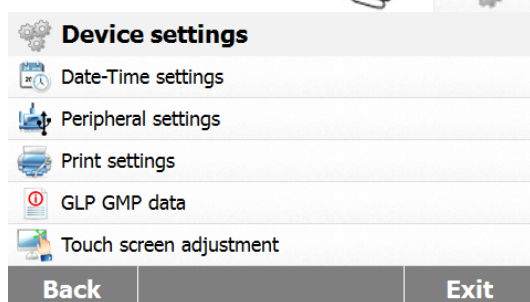 Device settings
Date-Time settings
Peripheral settings
Print settings
GLP GMP data
Touch screen adjustment
Back Exit